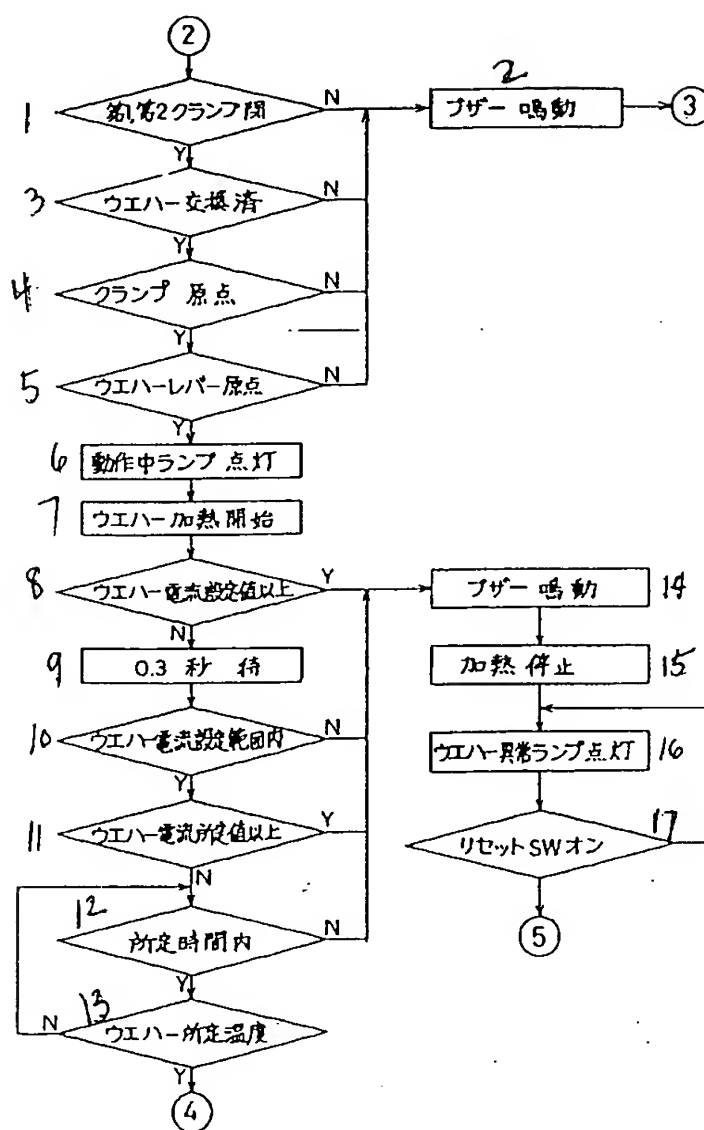 2
1
第1,第2クランプ閉
N
2
ブザー 鳴動
3
Y
3
ウエハー交換済
N
Y
4
クランプ 原点
N
Y
5
ウエハーレバー原点
N
Y
6
動作中ランプ 点灯
7
ウエハー加熱開始
8
ウエハー電流設定値以上
Y
N
9
0.3 秒 待
10
ウエハー電流設定範囲内
N
Y
11
ウエハー電流所定値以上
Y
N
12
所定時間内
N
Y
13
ウエハー所定温度
N
Y
4
ブザー 鳴動
14
加熱停止
15
ウエハー異常ランプ点灯
16
リセットSWオン
17
5